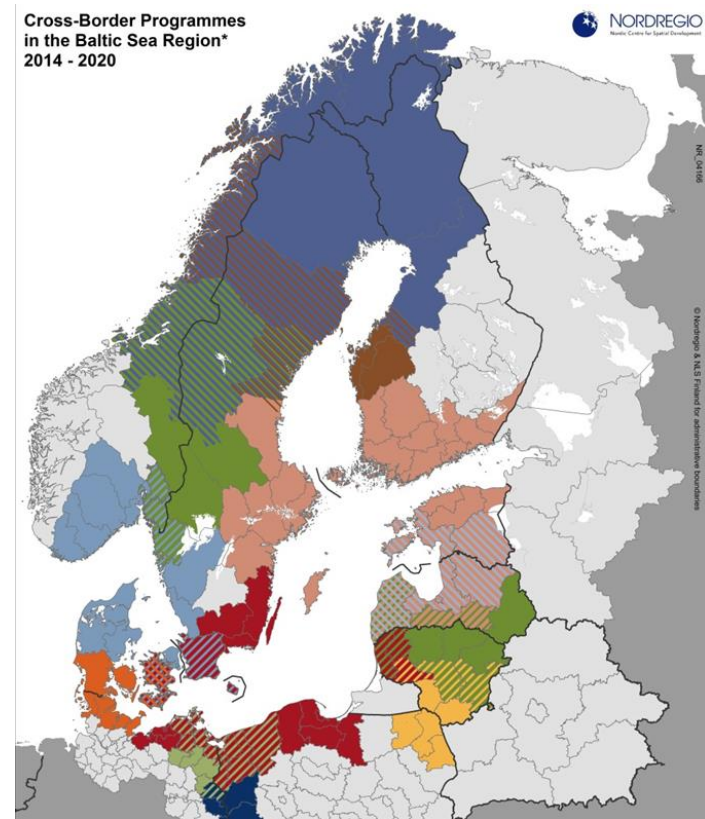 Cross-Border Programmes
in the Baltic Sea Region*
2014 - 2020
NORDREGIO
Nordic Centre for Spatial Development
NR_04166
© Nordregio & NLS Finland for administrative boundaries